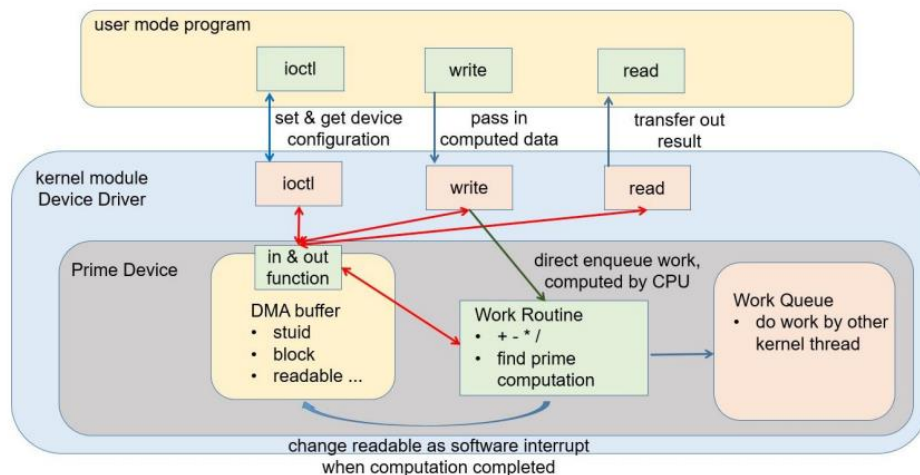 user mode program
ioctl
write
read
set & get device
configuration
pass in
computed data
transfer out
result
kernel module
Device Driver
ioctl
write
read
Prime Device
in & out
function
direct enqueue work,
computed by CPU
DMA buffer
• stuid
• block
• readable ...
Work Routine
• + - * /
• find prime
computation
Work Queue
• do work by other
kernel thread
change readable as software interrupt
when computation completed